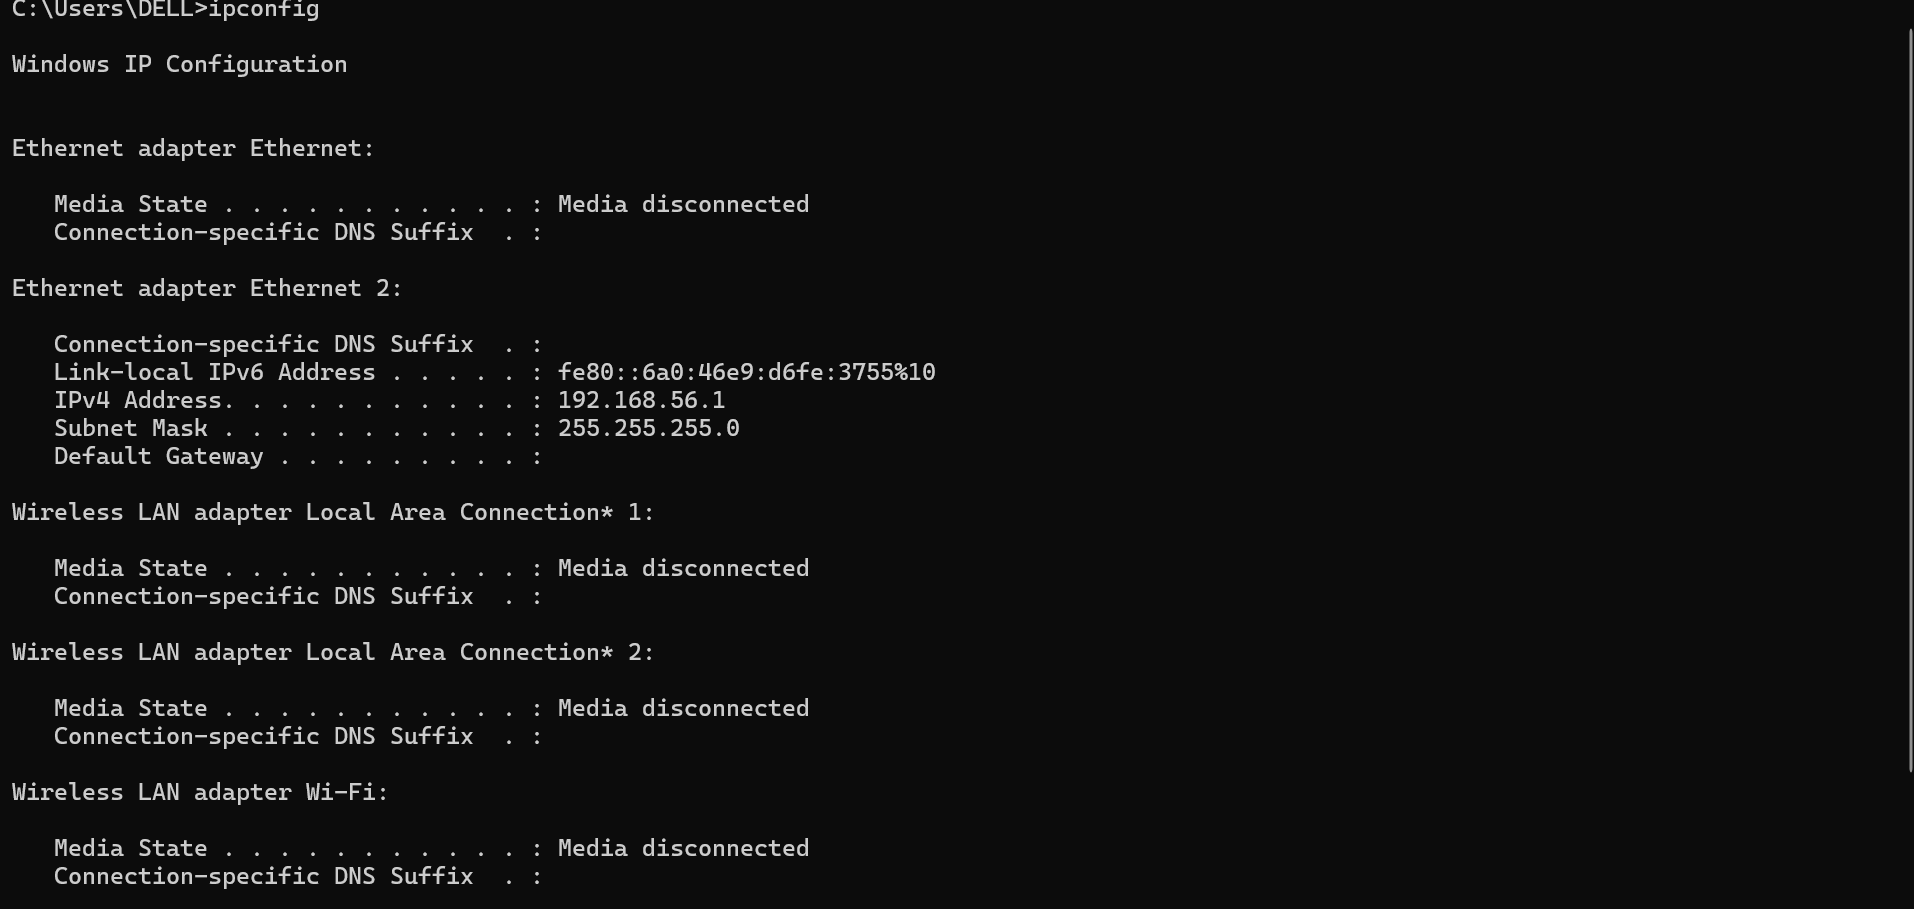 C:\Users\DELL>ipconfig
Windows IP Configuration
Ethernet adapter Ethernet:
   Media State . . . . . . . . . . . : Media disconnected
   Connection-specific DNS Suffix  . :
Ethernet adapter Ethernet 2:
   Connection-specific DNS Suffix  . :
   Link-local IPv6 Address . . . . . : fe80::6a0:46e9:d6fe:3755%10
   IPv4 Address. . . . . . . . . . . : 192.168.56.1
   Subnet Mask . . . . . . . . . . . : 255.255.255.0
   Default Gateway . . . . . . . . . :
Wireless LAN adapter Local Area Connection* 1:
   Media State . . . . . . . . . . . : Media disconnected
   Connection-specific DNS Suffix  . :
Wireless LAN adapter Local Area Connection* 2:
   Media State . . . . . . . . . . . : Media disconnected
   Connection-specific DNS Suffix  . :
Wireless LAN adapter Wi-Fi:
   Media State . . . . . . . . . . . : Media disconnected
   Connection-specific DNS Suffix  . :